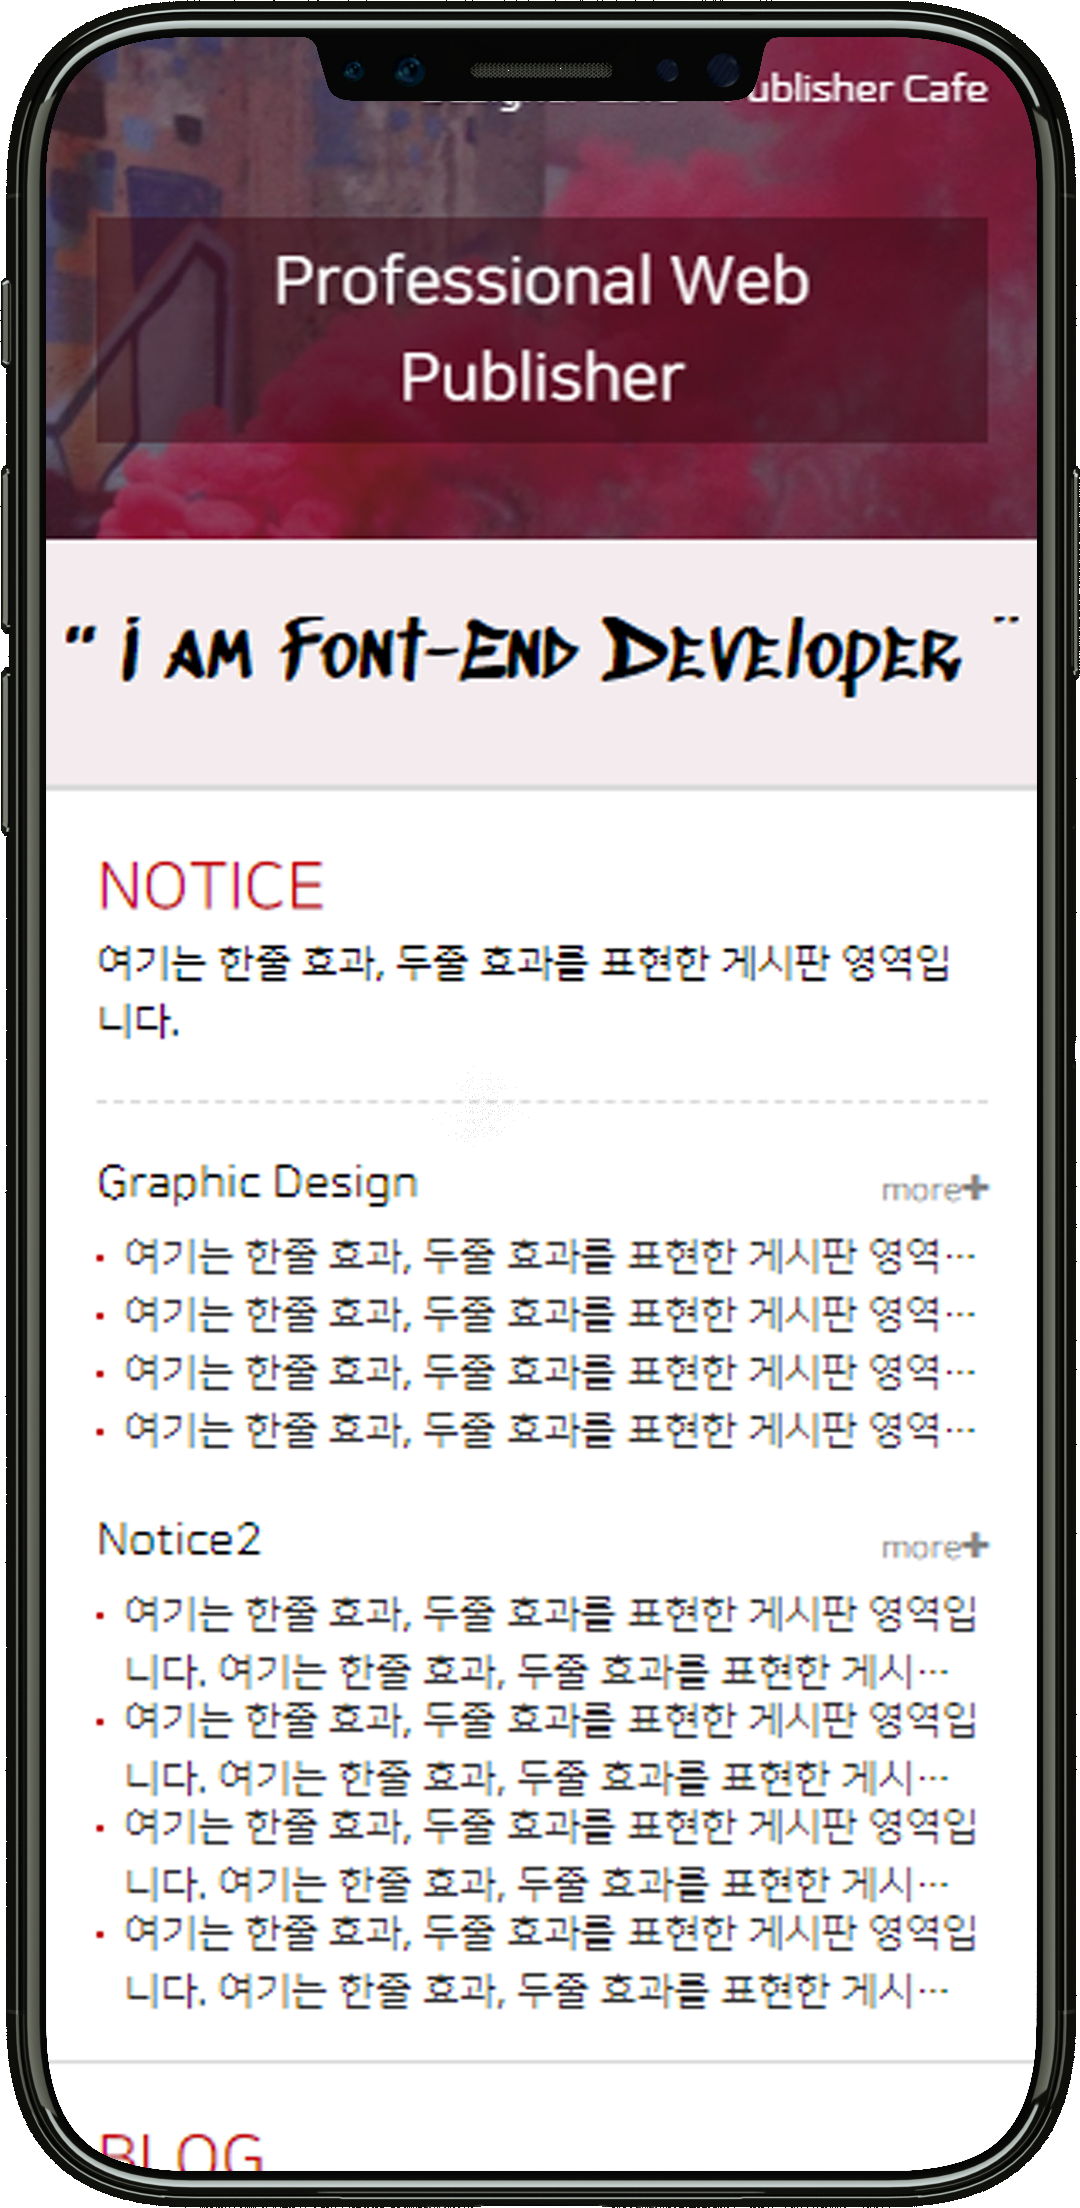 ublisher Cafe
Professional Web
Publisher
“ i am Font-End Developer ”
NOTICE
여기는 한줄 효과, 두줄 효과를 표현한 게시판 영역입
니다.
Graphic Design more+
· 여기는 한줄 효과, 두줄 효과를 표현한 게시판 영역…
· 여기는 한줄 효과, 두줄 효과를 표현한 게시판 영역…
· 여기는 한줄 효과, 두줄 효과를 표현한 게시판 영역…
· 여기는 한줄 효과, 두줄 효과를 표현한 게시판 영역…
Notice2 more+
· 여기는 한줄 효과, 두줄 효과를 표현한 게시판 영역입
니다. 여기는 한줄 효과, 두줄 효과를 표현한 게시…
· 여기는 한줄 효과, 두줄 효과를 표현한 게시판 영역입
니다. 여기는 한줄 효과, 두줄 효과를 표현한 게시…
· 여기는 한줄 효과, 두줄 효과를 표현한 게시판 영역입
니다. 여기는 한줄 효과, 두줄 효과를 표현한 게시…
· 여기는 한줄 효과, 두줄 효과를 표현한 게시판 영역입
니다. 여기는 한줄 효과, 두줄 효과를 표현한 게시…
BLOG